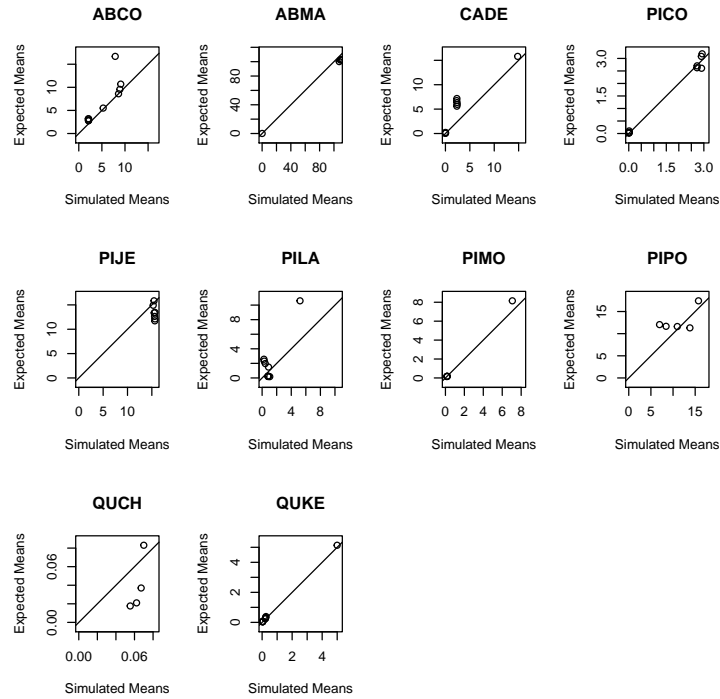 ABCO
Expected Means
0 5 10
0 5 10
Simulated Means
ABMA
Expected Means
0 40 80
0 40 80
Simulated Means
CADE
Expected Means
0 5 10
0 5 10
Simulated Means
PICO
Expected Means
0.0 1.5 3.0
0.0 1.5 3.0
Simulated Means
PIJE
Expected Means
0 5 10
0 5 10
Simulated Means
PILA
Expected Means
0 4 8
0 2 4 6 8
Simulated Means
PIMO
Expected Means
0 2 4 6 8
0 2 4 6 8
Simulated Means
PIPO
Expected Means
0 5 15
0 5 15
Simulated Means
QUCH
Expected Means
0.00 0.06
0.00 0.06
Simulated Means
QUKE
Expected Means
0 2 4
0 2 4
Simulated Means